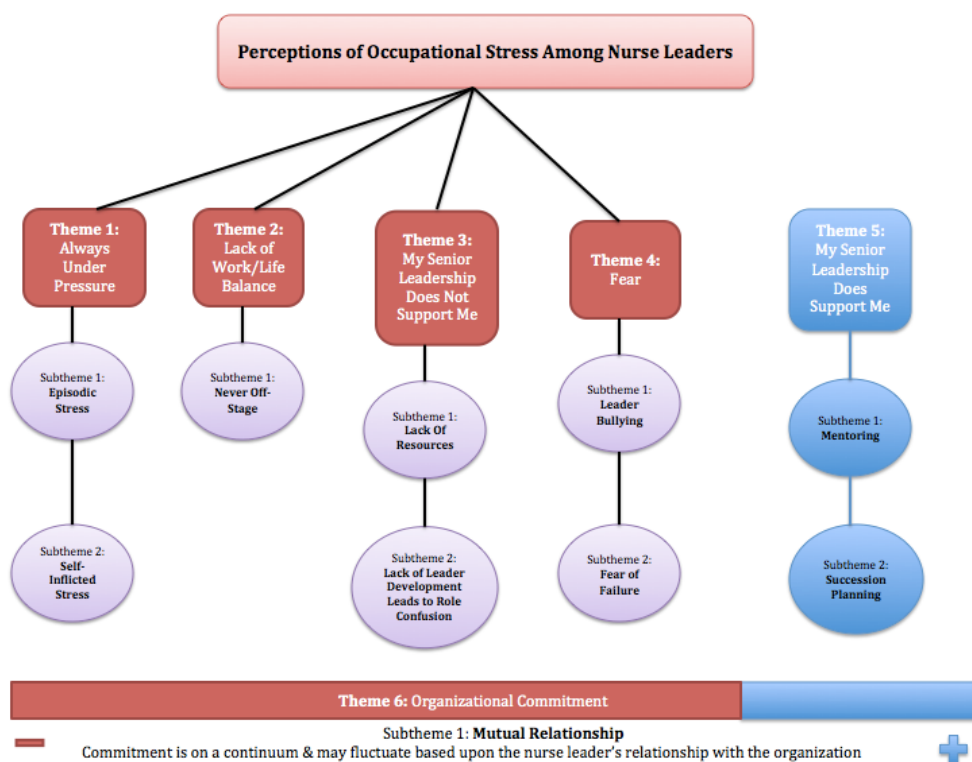 Perceptions of Occupational Stress Among Nurse Leaders
Theme 1:
Always
Under
Pressure
Theme 2:
Lack of
Work/Life
Balance
Theme 3:
My Senior
Leadership
Does Not
Support Me
Theme 4:
Fear
Theme 5:
My Senior
Leadership
Does
Support Me
Subtheme 1:
Episodic
Stress
Subtheme 1:
Never Off-
Stage
Subtheme 1:
Lack Of
Resources
Subtheme 1:
Leader
Bullying
Subtheme 1:
Mentoring
Subtheme 2:
Self-
Inflicted
Stress
Subtheme 2:
Lack of Leader
Development
Leads to Role
Confusion
Subtheme 2:
Fear of
Failure
Subtheme 2:
Succession
Planning
Theme 6: Organizational Commitment
Subtheme 1: Mutual Relationship
Commitment is on a continuum & may fluctuate based upon the nurse leader's relationship with the organization